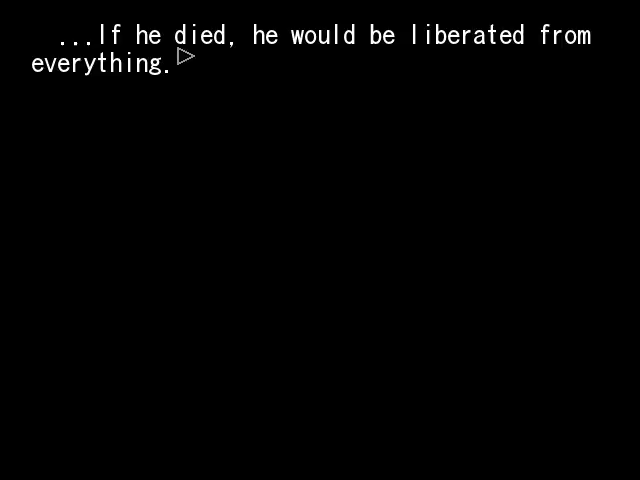 ...If he died, he would be liberated from
everything.